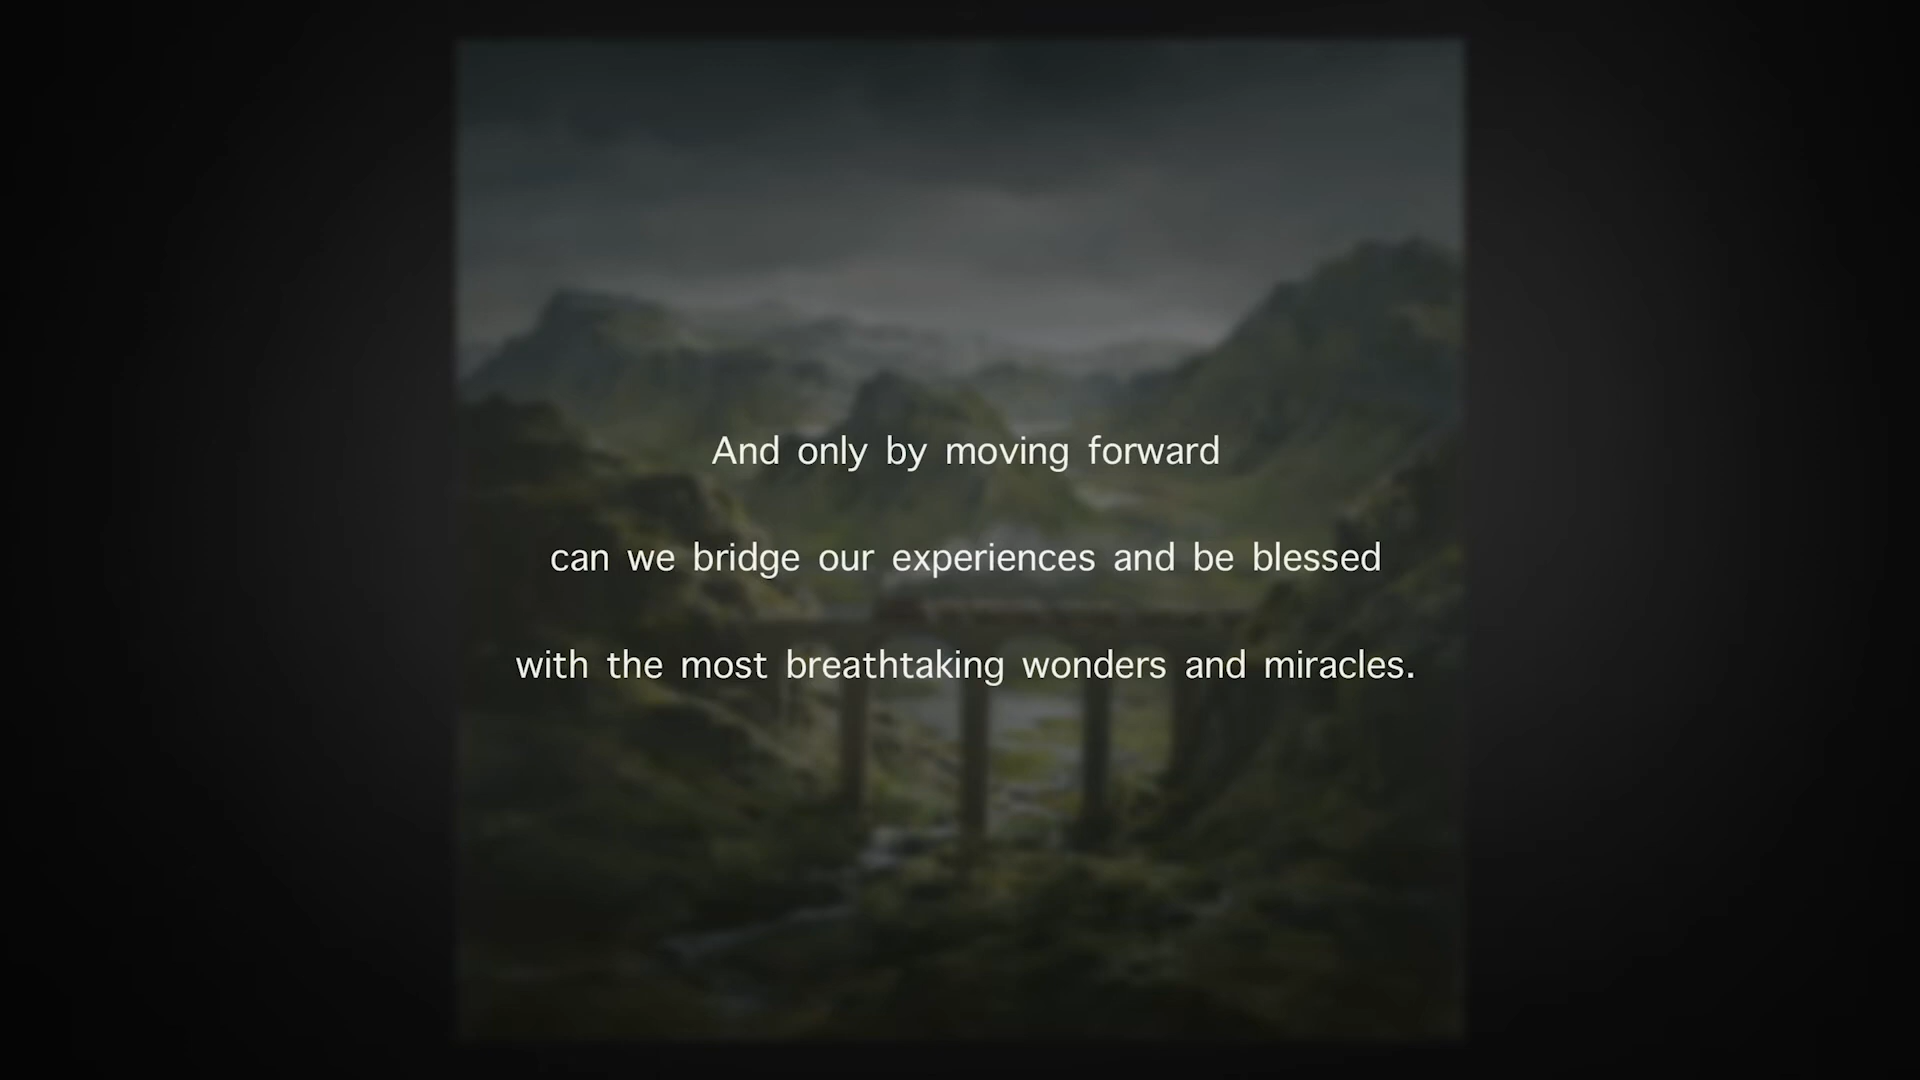 And only by moving forward
can we bridge our experiences and be blessed
with the most breathtaking wonders and miracles.